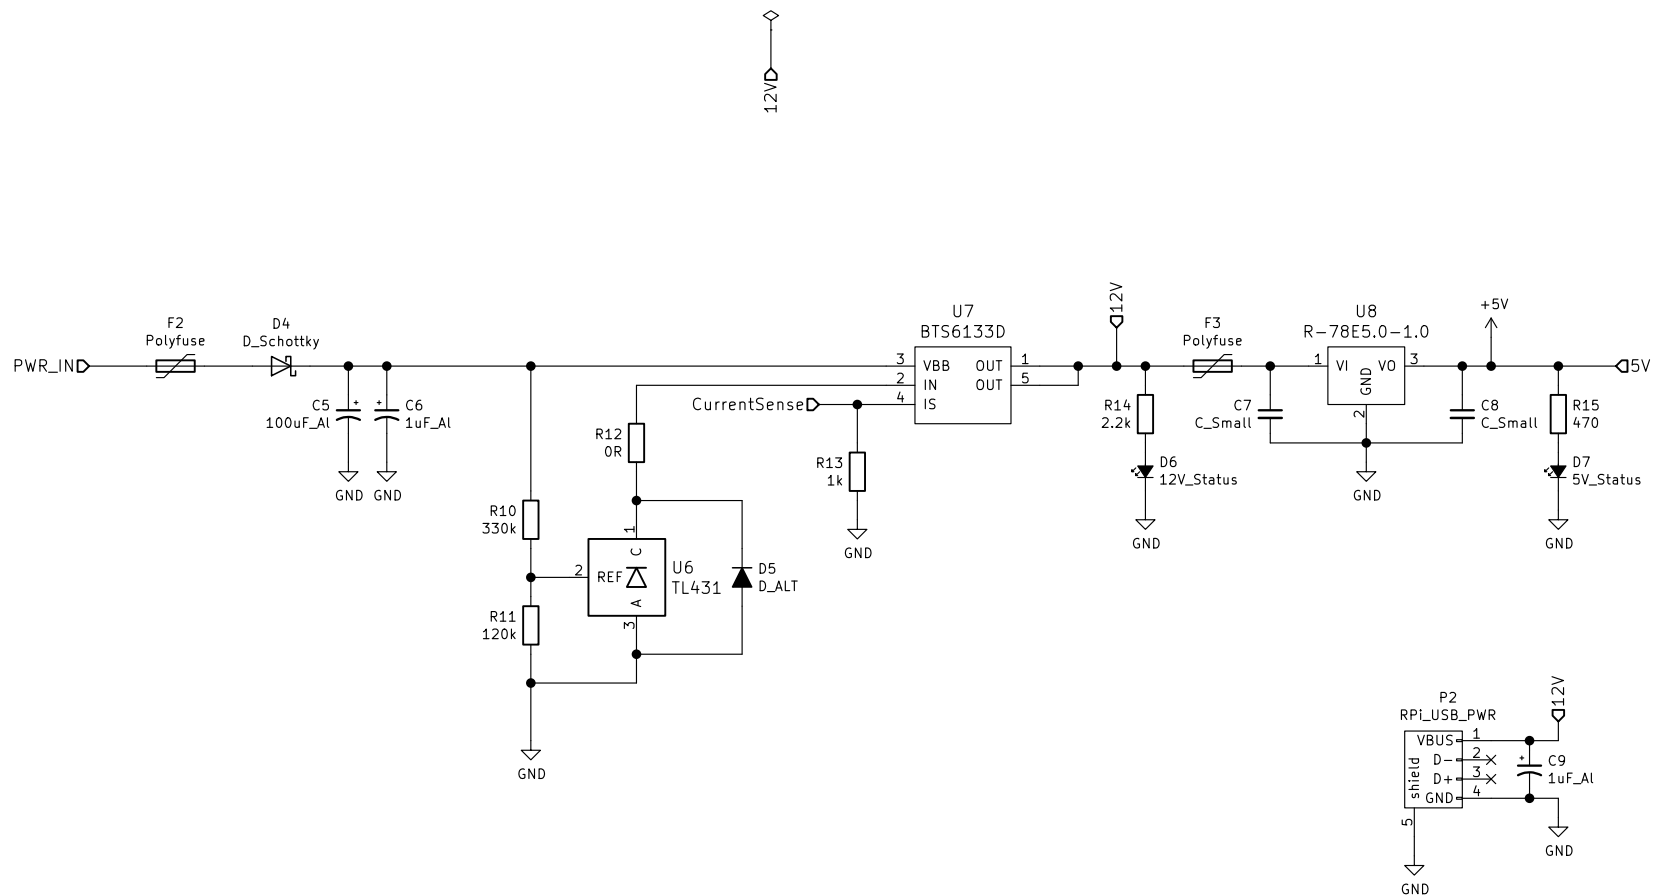 12V
PWR_IN
F2
Polyfuse
D4
D_Schottky
C5
100uF_Al
+
GND
C6
1uF_Al
+
GND
R10
330k
R11
120k
GND
R12
0R
U6
TL431
1
C
2
REF
A
3
D5
D_ALT
CurrentSense
R13
1k
GND
U7
BTS6133D
3
VBB
2
IN
4
IS
OUT
1
OUT
5
12V
R14
2.2k
D6
12V_Status
GND
F3
Polyfuse
C7
C_Small
U8
R-78E5.0-1.0
1
VI
VO
3
GND
2
GND
C8
C_Small
+5V
5V
R15
470
D7
5V_Status
GND
P2
RPi_USB_PWR
VBUS
1
D-
2
D+
3
GND
4
shield
5
GND
12V
C9
1uF_Al
+
GND